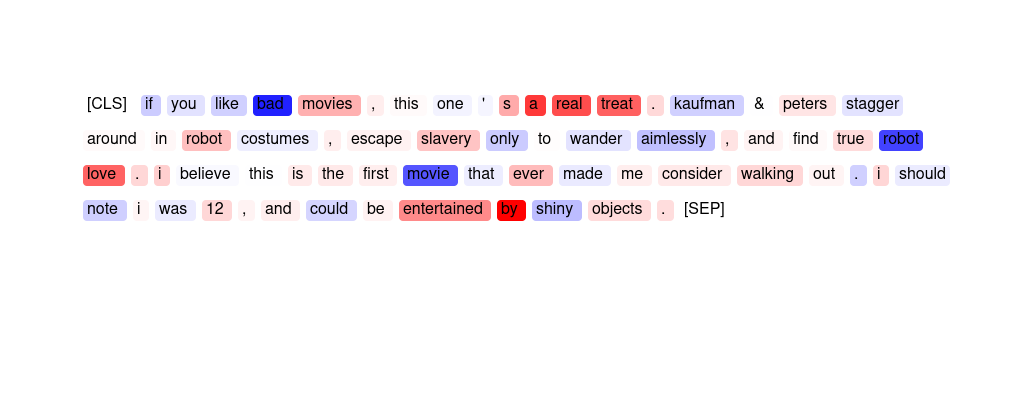 [CLS] if you like bad movies , this one ' s a real treat . kaufman & peters stagger
around in robot costumes , escape slavery only to wander aimlessly , and find true robot
love . i believe this is the first movie that ever made me consider walking out . i should
note i was 12 , and could be entertained by shiny objects . [SEP]